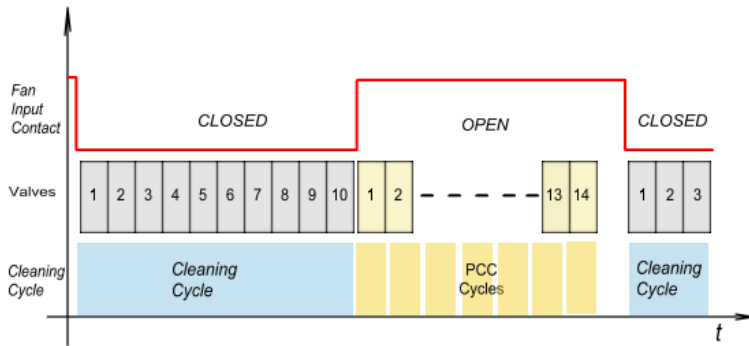 Fan
Input
Contact
CLOSED
OPEN
CLOSED
Valves
1 2 3 4 5 6 7 8 9 10 1 2 13 14 1 2 3
Cleaning
Cycle
Cleaning
Cycle
PCC
Cycles
Cleaning
Cycle
t